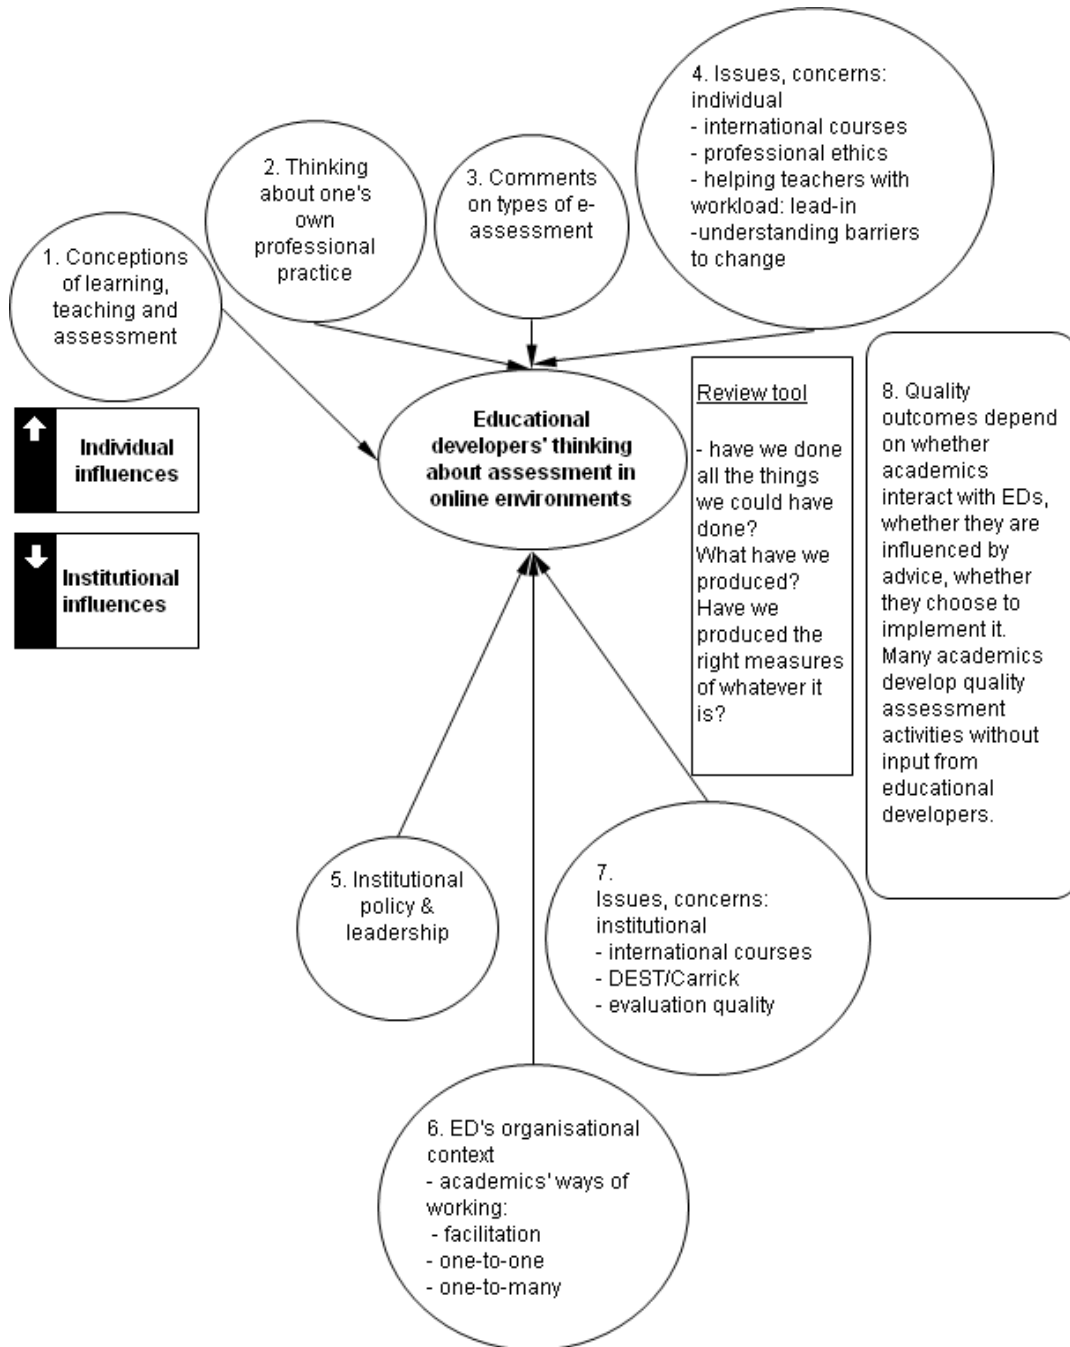 1. Conceptions
of learning,
teaching and
assessment
2. Thinking
about one's
own
professional
practice
3. Comments
on types of e-
assessment
4. Issues, concerns:
individual
- international courses
- professional ethics
- helping teachers with
workload: lead-in
-understanding barriers
to change
Individual
influences
Institutional
influences
Educational
developers' thinking
about assessment in
online environments
Review tool
- have we done
all the things
we could have
done?
What have we
produced?
Have we
produced the
right measures
of whatever it
is?
8. Quality
outcomes depend
on whether
academics
interact with EDs,
whether they are
influenced by
advice, whether
they choose to
implement it.
Many academics
develop quality
assessment
activities without
input from
educational
developers.
5. Institutional
policy &
leadership
7.
Issues, concerns:
institutional
- international courses
- DEST/Carrick
- evaluation quality
6. ED's organisational
context
- academics' ways of
working:
- facilitation
- one-to-one
- one-to-many